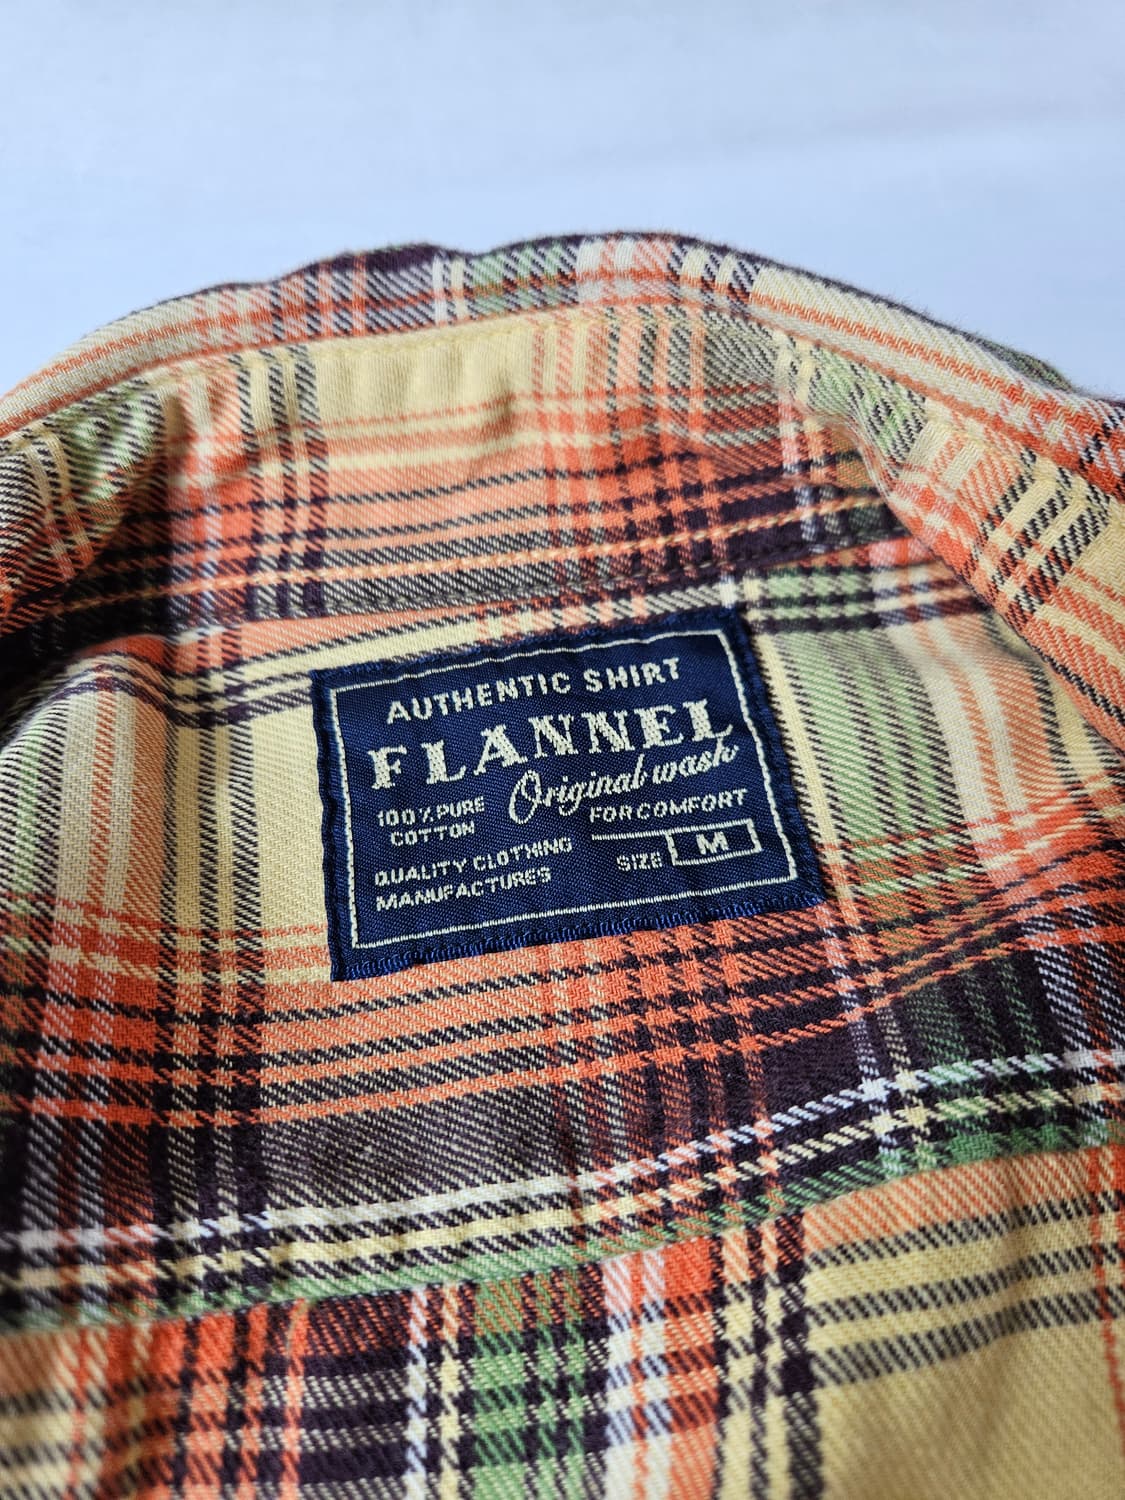 AUTHENTIC SHIRT
FLANNEL
Original wash
100% PURE
COTTON
FOR COMFORT
QUALITY CLOTHING
MANUFACTURES
SIZE M